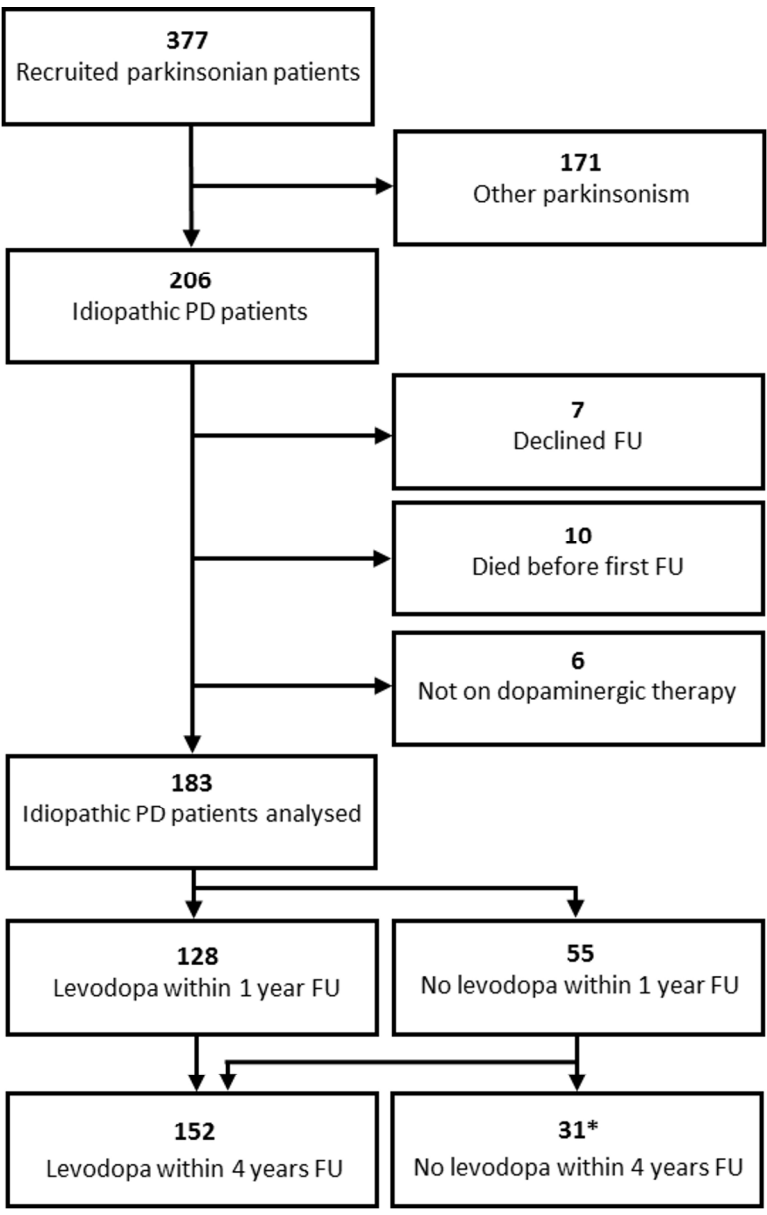 377
Recruited parkinsonian patients
171
Other parkinsonism
206
Idiopathic PD patients
7
Declined FU
10
Died before first FU
6
Not on dopaminergic therapy
183
Idiopathic PD patients analysed
128
Levodopa within 1 year FU
55
No levodopa within 1 year FU
152
Levodopa within 4 years FU
31*
No levodopa within 4 years FU